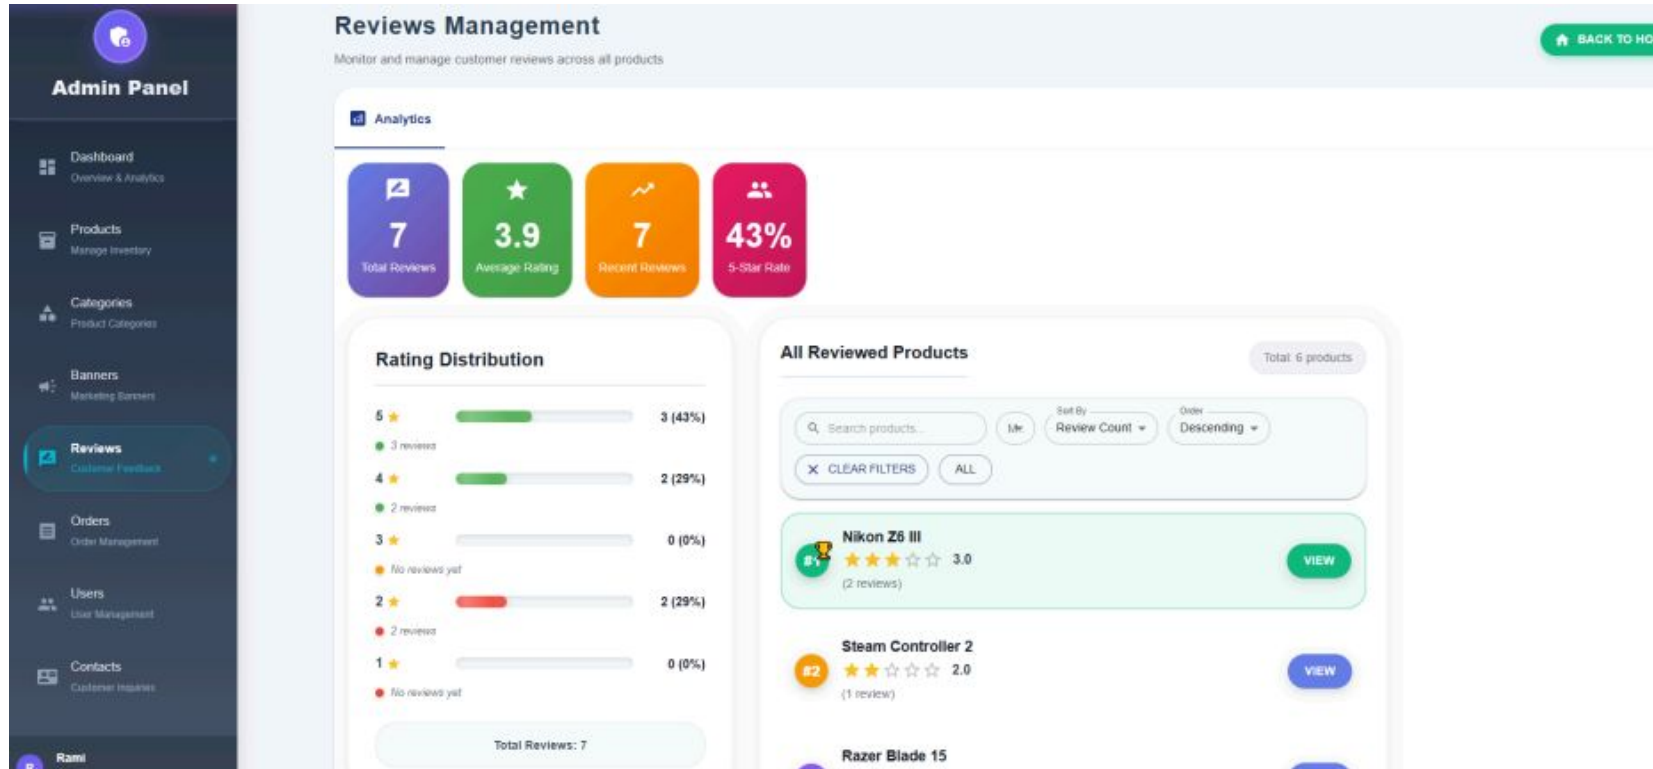 Admin Panel
Dashboard
Overview & Analytics
Products
Manage Inventory
Categories
Product Categories
Banners
Marketing Banners
Reviews
Customer Feedback
Orders
Order Management
Users
User Management
Contacts
Customer Inquiries
R
Rami
Reviews Management
Monitor and manage customer reviews across all products
BACK TO HO
Analytics
7
Total Reviews
3.9
Average Rating
7
Recent Reviews
43%
5-Star Rate
Rating Distribution
5 3 (43%)
3 reviews
4 2 (29%)
2 reviews
3 0 (0%)
No reviews yet
2 2 (29%)
2 reviews
1 0 (0%)
No reviews yet
Total Reviews: 7
All Reviewed Products
Total: 6 products
Search products...
Sort By
Review Count
Order
Descending
CLEAR FILTERS
ALL
#1
Nikon Z6 III
3.0
(2 reviews)
VIEW
#2
Steam Controller 2
2.0
(1 review)
VIEW
Razer Blade 15